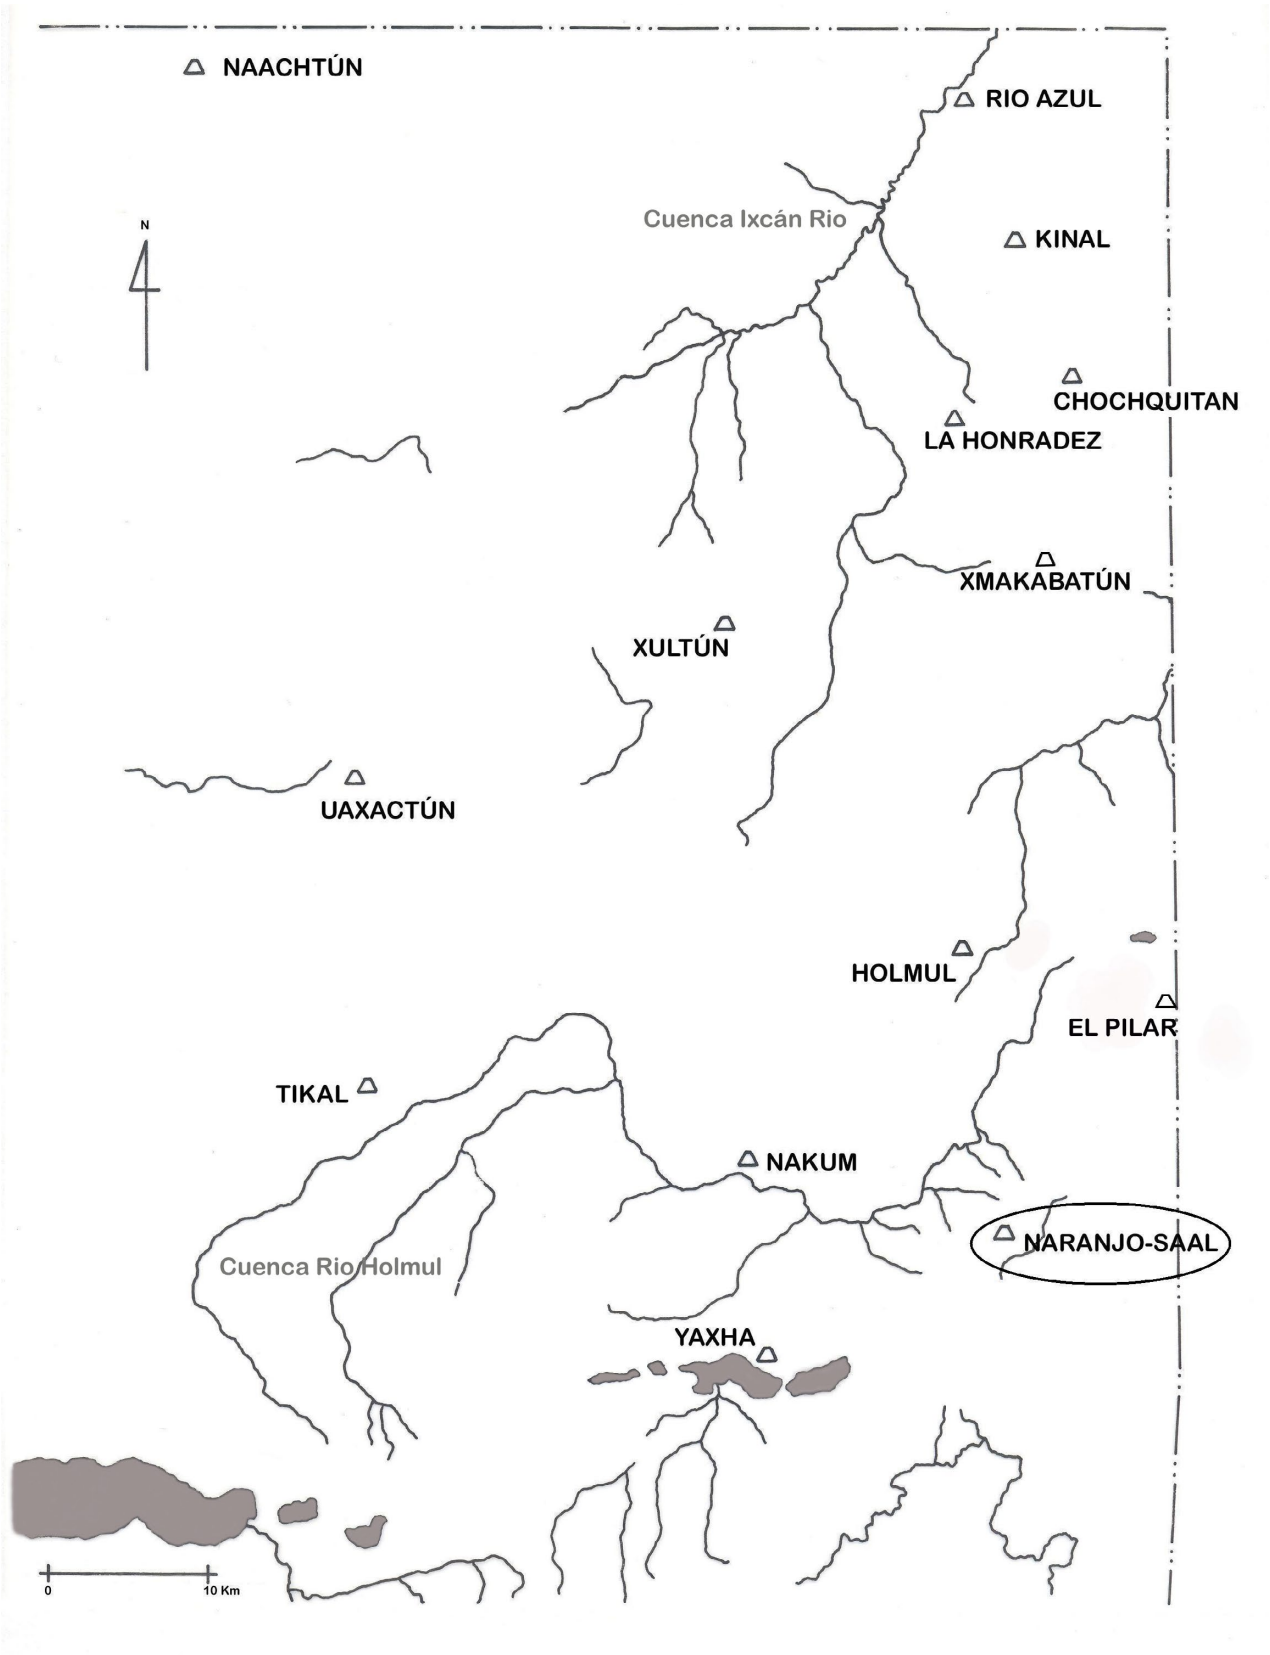 NAACHTÚN
RIO AZUL
Cuenca Ixcán Rio
N
KINAL
CHOCHQUITAN
LA HONRADEZ
XMAKABATÚN
XULTÚN
UAXACTÚN
HOLMUL
EL PILAR
TIKAL
NAKUM
NARANJO-SAAL
Cuenca Rio Holmul
YAXHA
0 10 Km